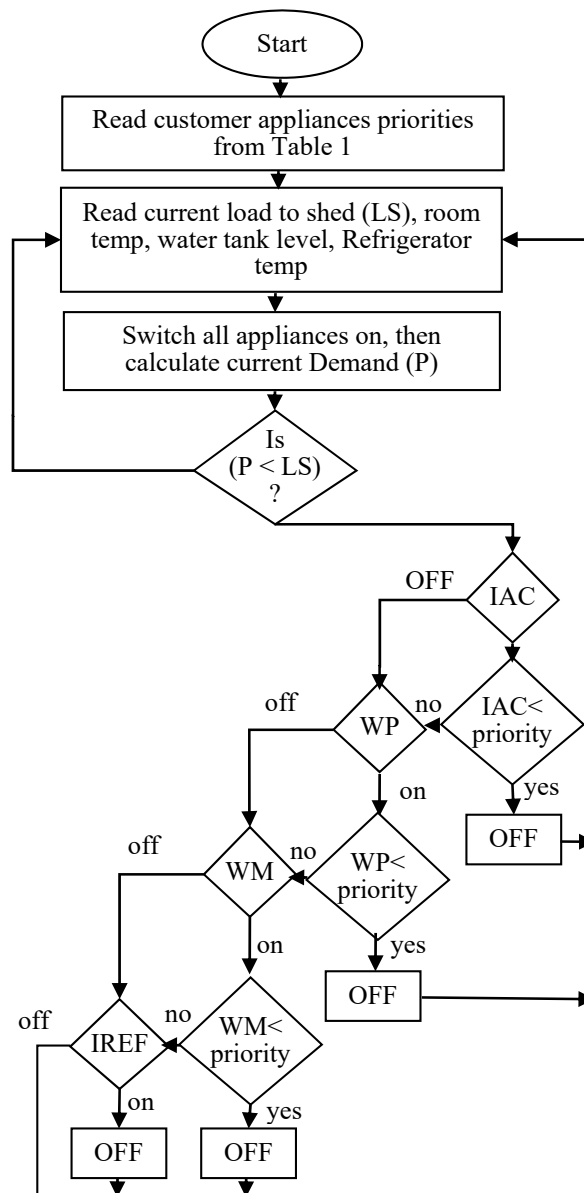 Start
Read customer appliances priorities
from Table 1
Read current load to shed (LS), room
temp, water tank level, Refrigerator
temp
Switch all appliances on, then
calculate current Demand (P)
Is
(P < LS)
?
OFF
IAC
off
WP
no
IAC<
priority
on
yes
OFF
off
WM
no
WP<
priority
on
yes
OFF
off
IREF
no
WM<
priority
on
yes
OFF
OFF